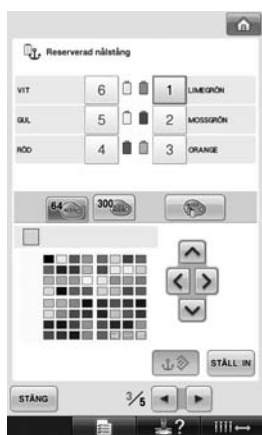 Reserverad nålstång
VIT 6 1 LIMEGRÖN
GUL 5 2 MOSSGRÖN
RÖD 4 3 ORANGE
64 300
STÄLL IN
STÄNG 3/5
?